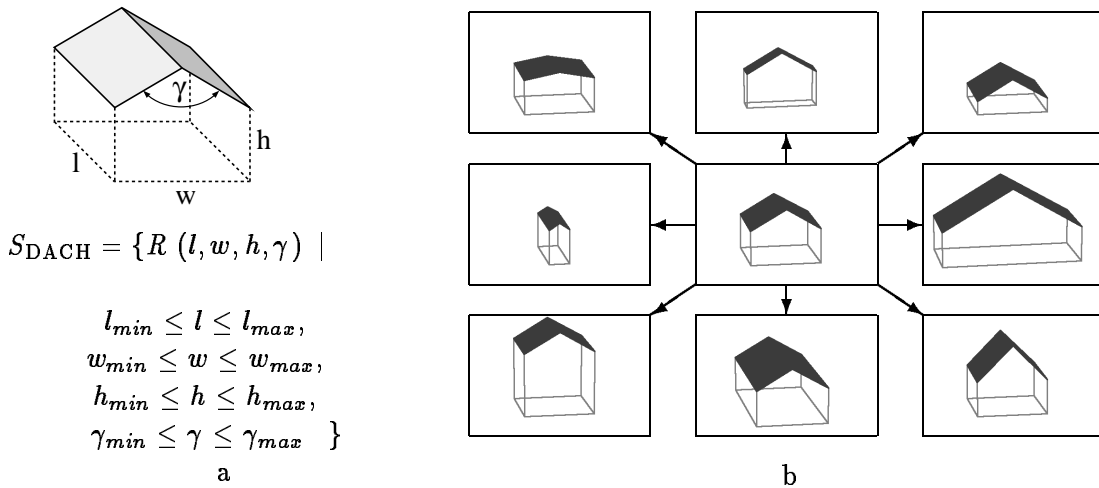 γ
h
l
w
S_DACH = {R (l, w, h, γ) |
l_min ≤ l ≤ l_max,
w_min ≤ w ≤ w_max,
h_min ≤ h ≤ h_max,
γ_min ≤ γ ≤ γ_max }
a
b